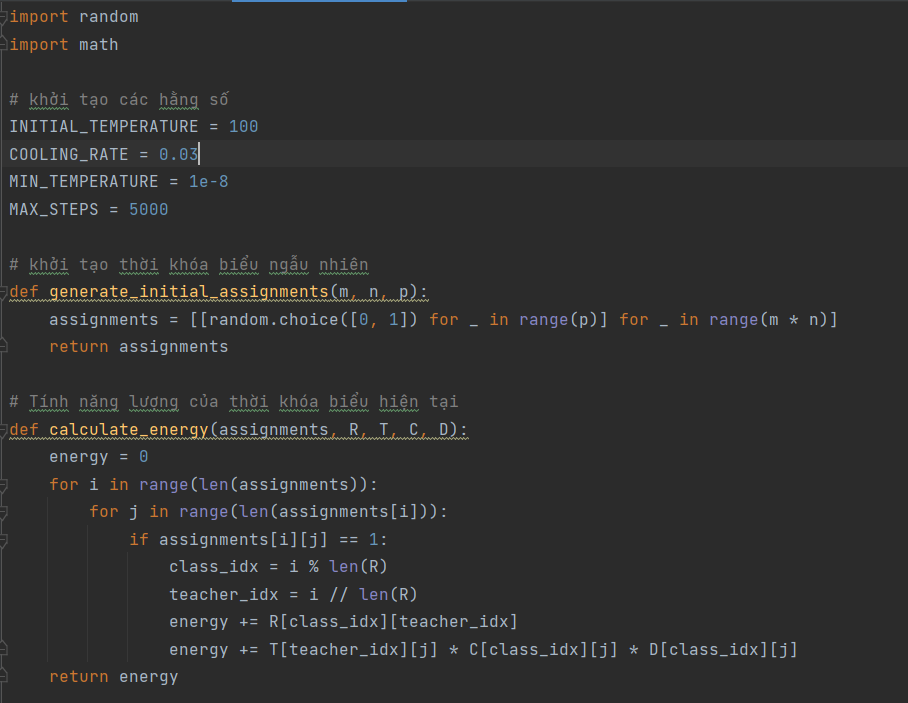 import random
import math
# khởi tạo các hằng số
INITIAL_TEMPERATURE = 100
COOLING_RATE = 0.03
MIN_TEMPERATURE = 1e-8
MAX_STEPS = 5000
# khởi tạo thời khóa biểu ngẫu nhiên
def generate_initial_assignments(m, n, p):
    assignments = [[random.choice([0, 1]) for _ in range(p)] for _ in range(m * n)]
    return assignments
# Tính năng lượng của thời khóa biểu hiện tại
def calculate_energy(assignments, R, T, C, D):
    energy = 0
    for i in range(len(assignments)):
        for j in range(len(assignments[i])):
            if assignments[i][j] == 1:
                class_idx = i % len(R)
                teacher_idx = i // len(R)
                energy += R[class_idx][teacher_idx]
                energy += T[teacher_idx][j] * C[class_idx][j] * D[class_idx][j]
    return energy